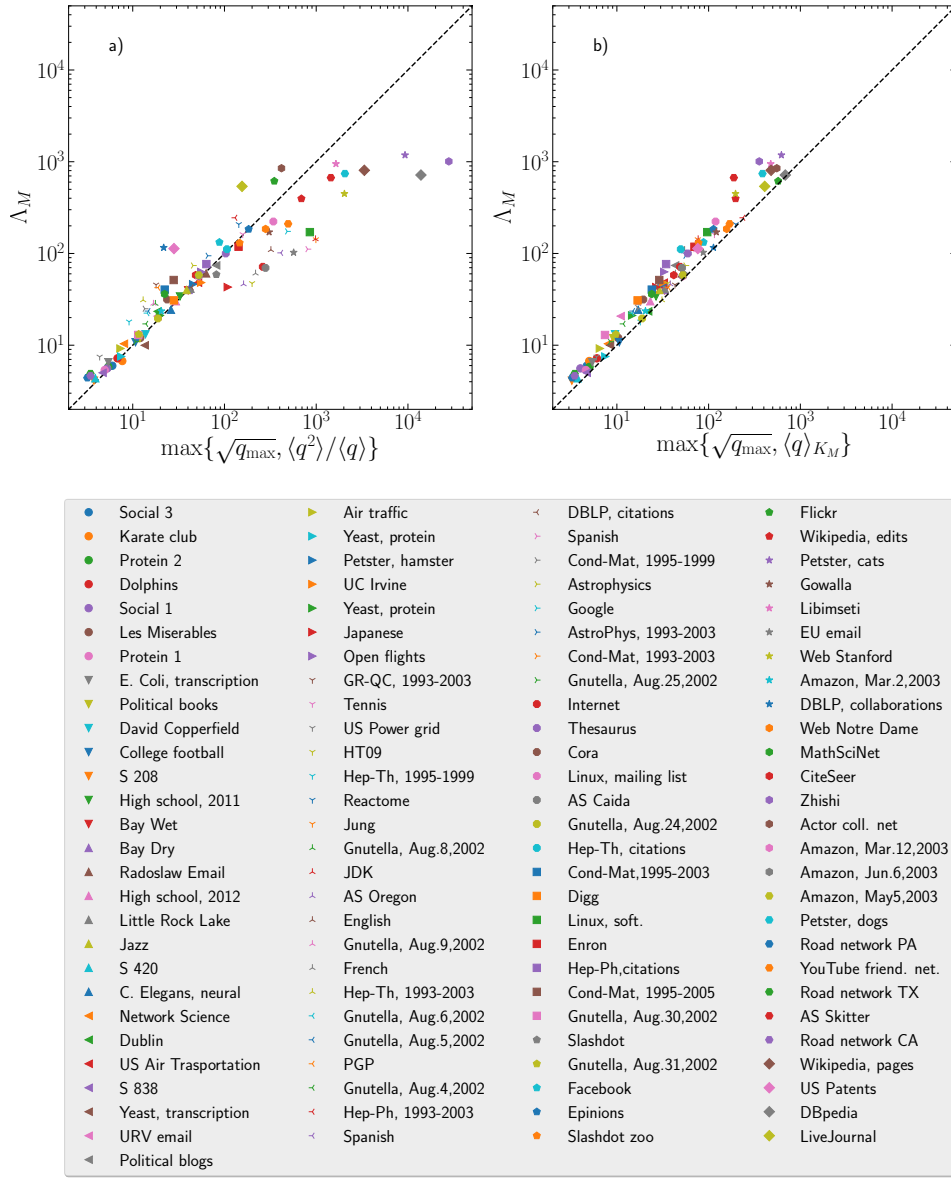 a)
b)
10^4
10^3
10^2
10^1
Λ_M
10^1
10^2
10^3
10^4
max{√q_max, ⟨q^2⟩/⟨q⟩}
10^4
10^3
10^2
10^1
Λ_M
10^1
10^2
10^3
10^4
max{√q_max, ⟨q⟩_{K_M}}
Social 3
Karate club
Protein 2
Dolphins
Social 1
Les Miserables
Protein 1
E. Coli, transcription
Political books
David Copperfield
College football
S 208
High school, 2011
Bay Wet
Bay Dry
Radoslaw Email
High school, 2012
Little Rock Lake
Jazz
S 420
C. Elegans, neural
Network Science
Dublin
US Air Trasportation
S 838
Yeast, transcription
URV email
Political blogs
Air traffic
Yeast, protein
Petster, hamster
UC Irvine
Yeast, protein
Japanese
Open flights
GR-QC, 1993-2003
Tennis
US Power grid
HT09
Hep-Th, 1995-1999
Reactome
Jung
Gnutella, Aug.8,2002
JDK
AS Oregon
English
Gnutella, Aug.9,2002
French
Hep-Th, 1993-2003
Gnutella, Aug.6,2002
Gnutella, Aug.5,2002
PGP
Gnutella, Aug.4,2002
Hep-Ph, 1993-2003
Spanish
DBLP, citations
Spanish
Cond-Mat, 1995-1999
Astrophysics
Google
AstroPhys, 1993-2003
Cond-Mat, 1993-2003
Gnutella, Aug.25,2002
Internet
Thesaurus
Cora
Linux, mailing list
AS Caida
Gnutella, Aug.24,2002
Hep-Th, citations
Cond-Mat,1995-2003
Digg
Linux, soft.
Enron
Hep-Ph,citations
Cond-Mat, 1995-2005
Gnutella, Aug.30,2002
Slashdot
Gnutella, Aug.31,2002
Facebook
Epinions
Slashdot zoo
Flickr
Wikipedia, edits
Petster, cats
Gowalla
Libimseti
EU email
Web Stanford
Amazon, Mar.2,2003
DBLP, collaborations
Web Notre Dame
MathSciNet
CiteSeer
Zhishi
Actor coll. net
Amazon, Mar.12,2003
Amazon, Jun.6,2003
Amazon, May5,2003
Petster, dogs
Road network PA
YouTube friend. net.
Road network TX
AS Skitter
Road network CA
Wikipedia, pages
US Patents
DBpedia
LiveJournal